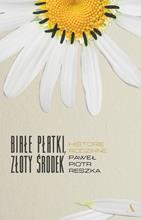 BIAŁE PŁATKI,
ZŁOTY ŚRODEK
HISTORIE
RODZINNE
PAWEŁ
PIOTR
RESZKA